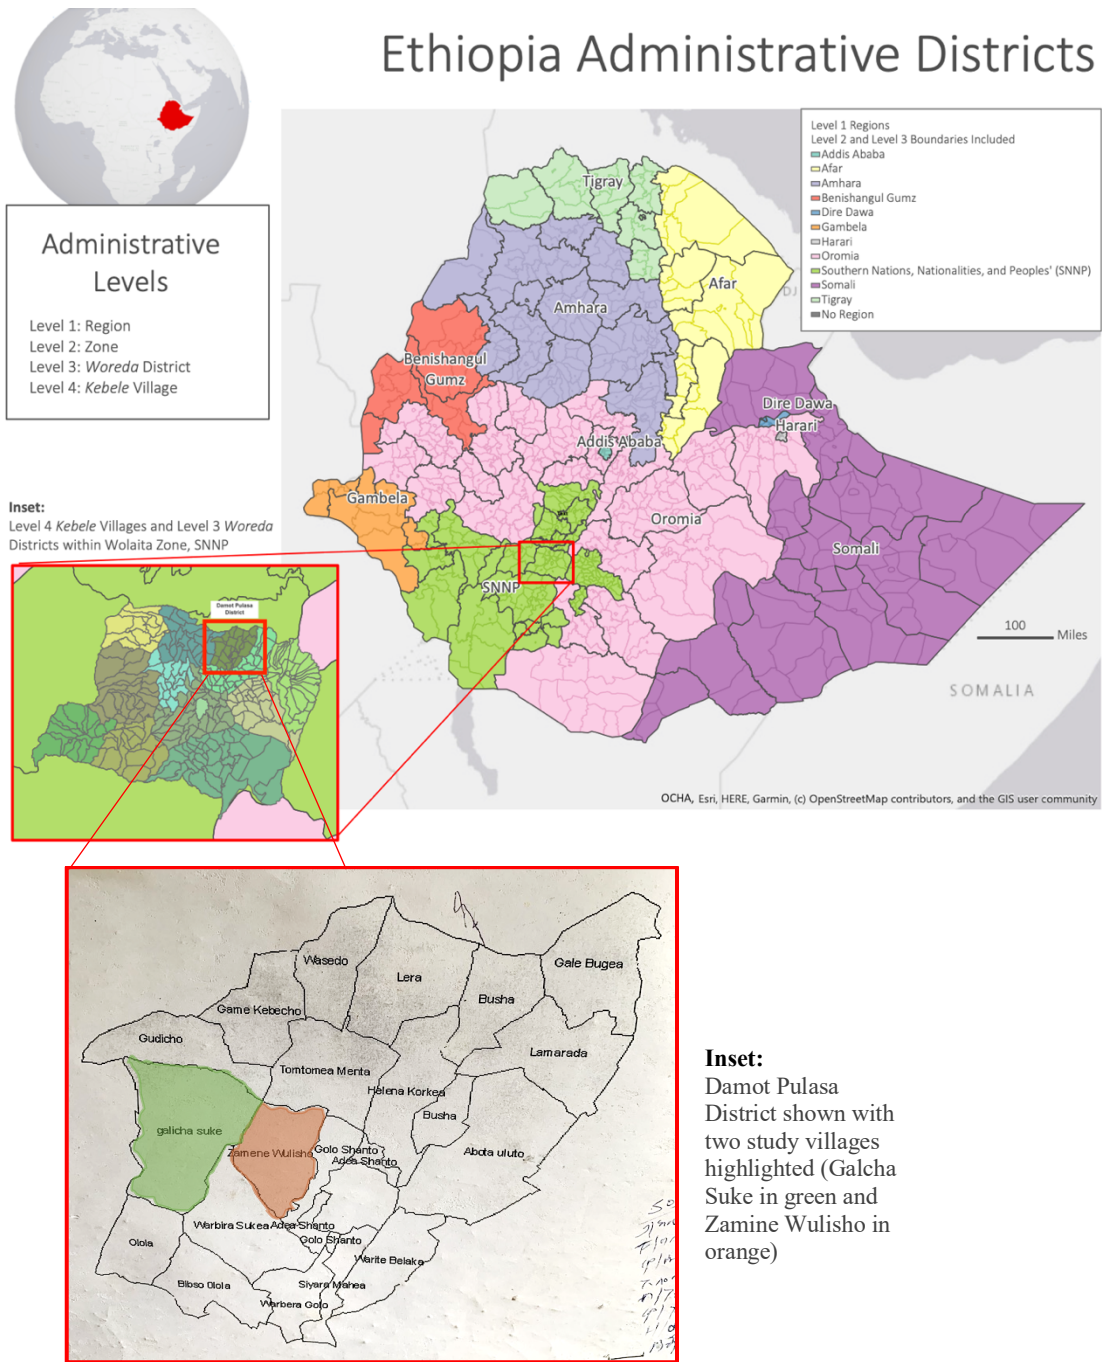 Ethiopia Administrative Districts
Administrative
Levels
Level 1: Region
Level 2: Zone
Level 3: Woreda District
Level 4: Kebele Village
Level 1 Regions
Level 2 and Level 3 Boundaries Included
Addis Ababa
Afar
Amhara
Benishangul Gumz
Dire Dawa
Gambela
Harari
Oromia
Southern Nations, Nationalities, and Peoples' (SNNP)
Somali
Tigray
No Region
Tigray
Afar
DJ
Amhara
Benishangul
Gumz
Dire Dawa
Harari
Addis Ababa
Gambela
Oromia
Somali
SNNP
100
Miles
SOMALIA
OCHA, Esri, HERE, Garmin, (c) OpenStreetMap contributors, and the GIS user community
Inset:
Level 4 Kebele Villages and Level 3 Woreda
Districts within Wolaita Zone, SNNP
Damot Pulasa
District
Wasedo
Lera
Gale Bugea
Busha
Game Kebecho
Gudicho
Lamarada
Tomtomea Menta
Helena Korkea
Busha
galicha suke
Zamene Wulisho
Golo Shanto
Adea Shanto
Abota uluto
Warbira Sukea
Adea Shanto
Golo Shanto
Olola
Warite Belaka
Bibso Olola
Siyara Mahea
Warbera Golo
Inset:
Damot Pulasa
District shown with
two study villages
highlighted (Galcha
Suke in green and
Zamine Wulisho in
orange)